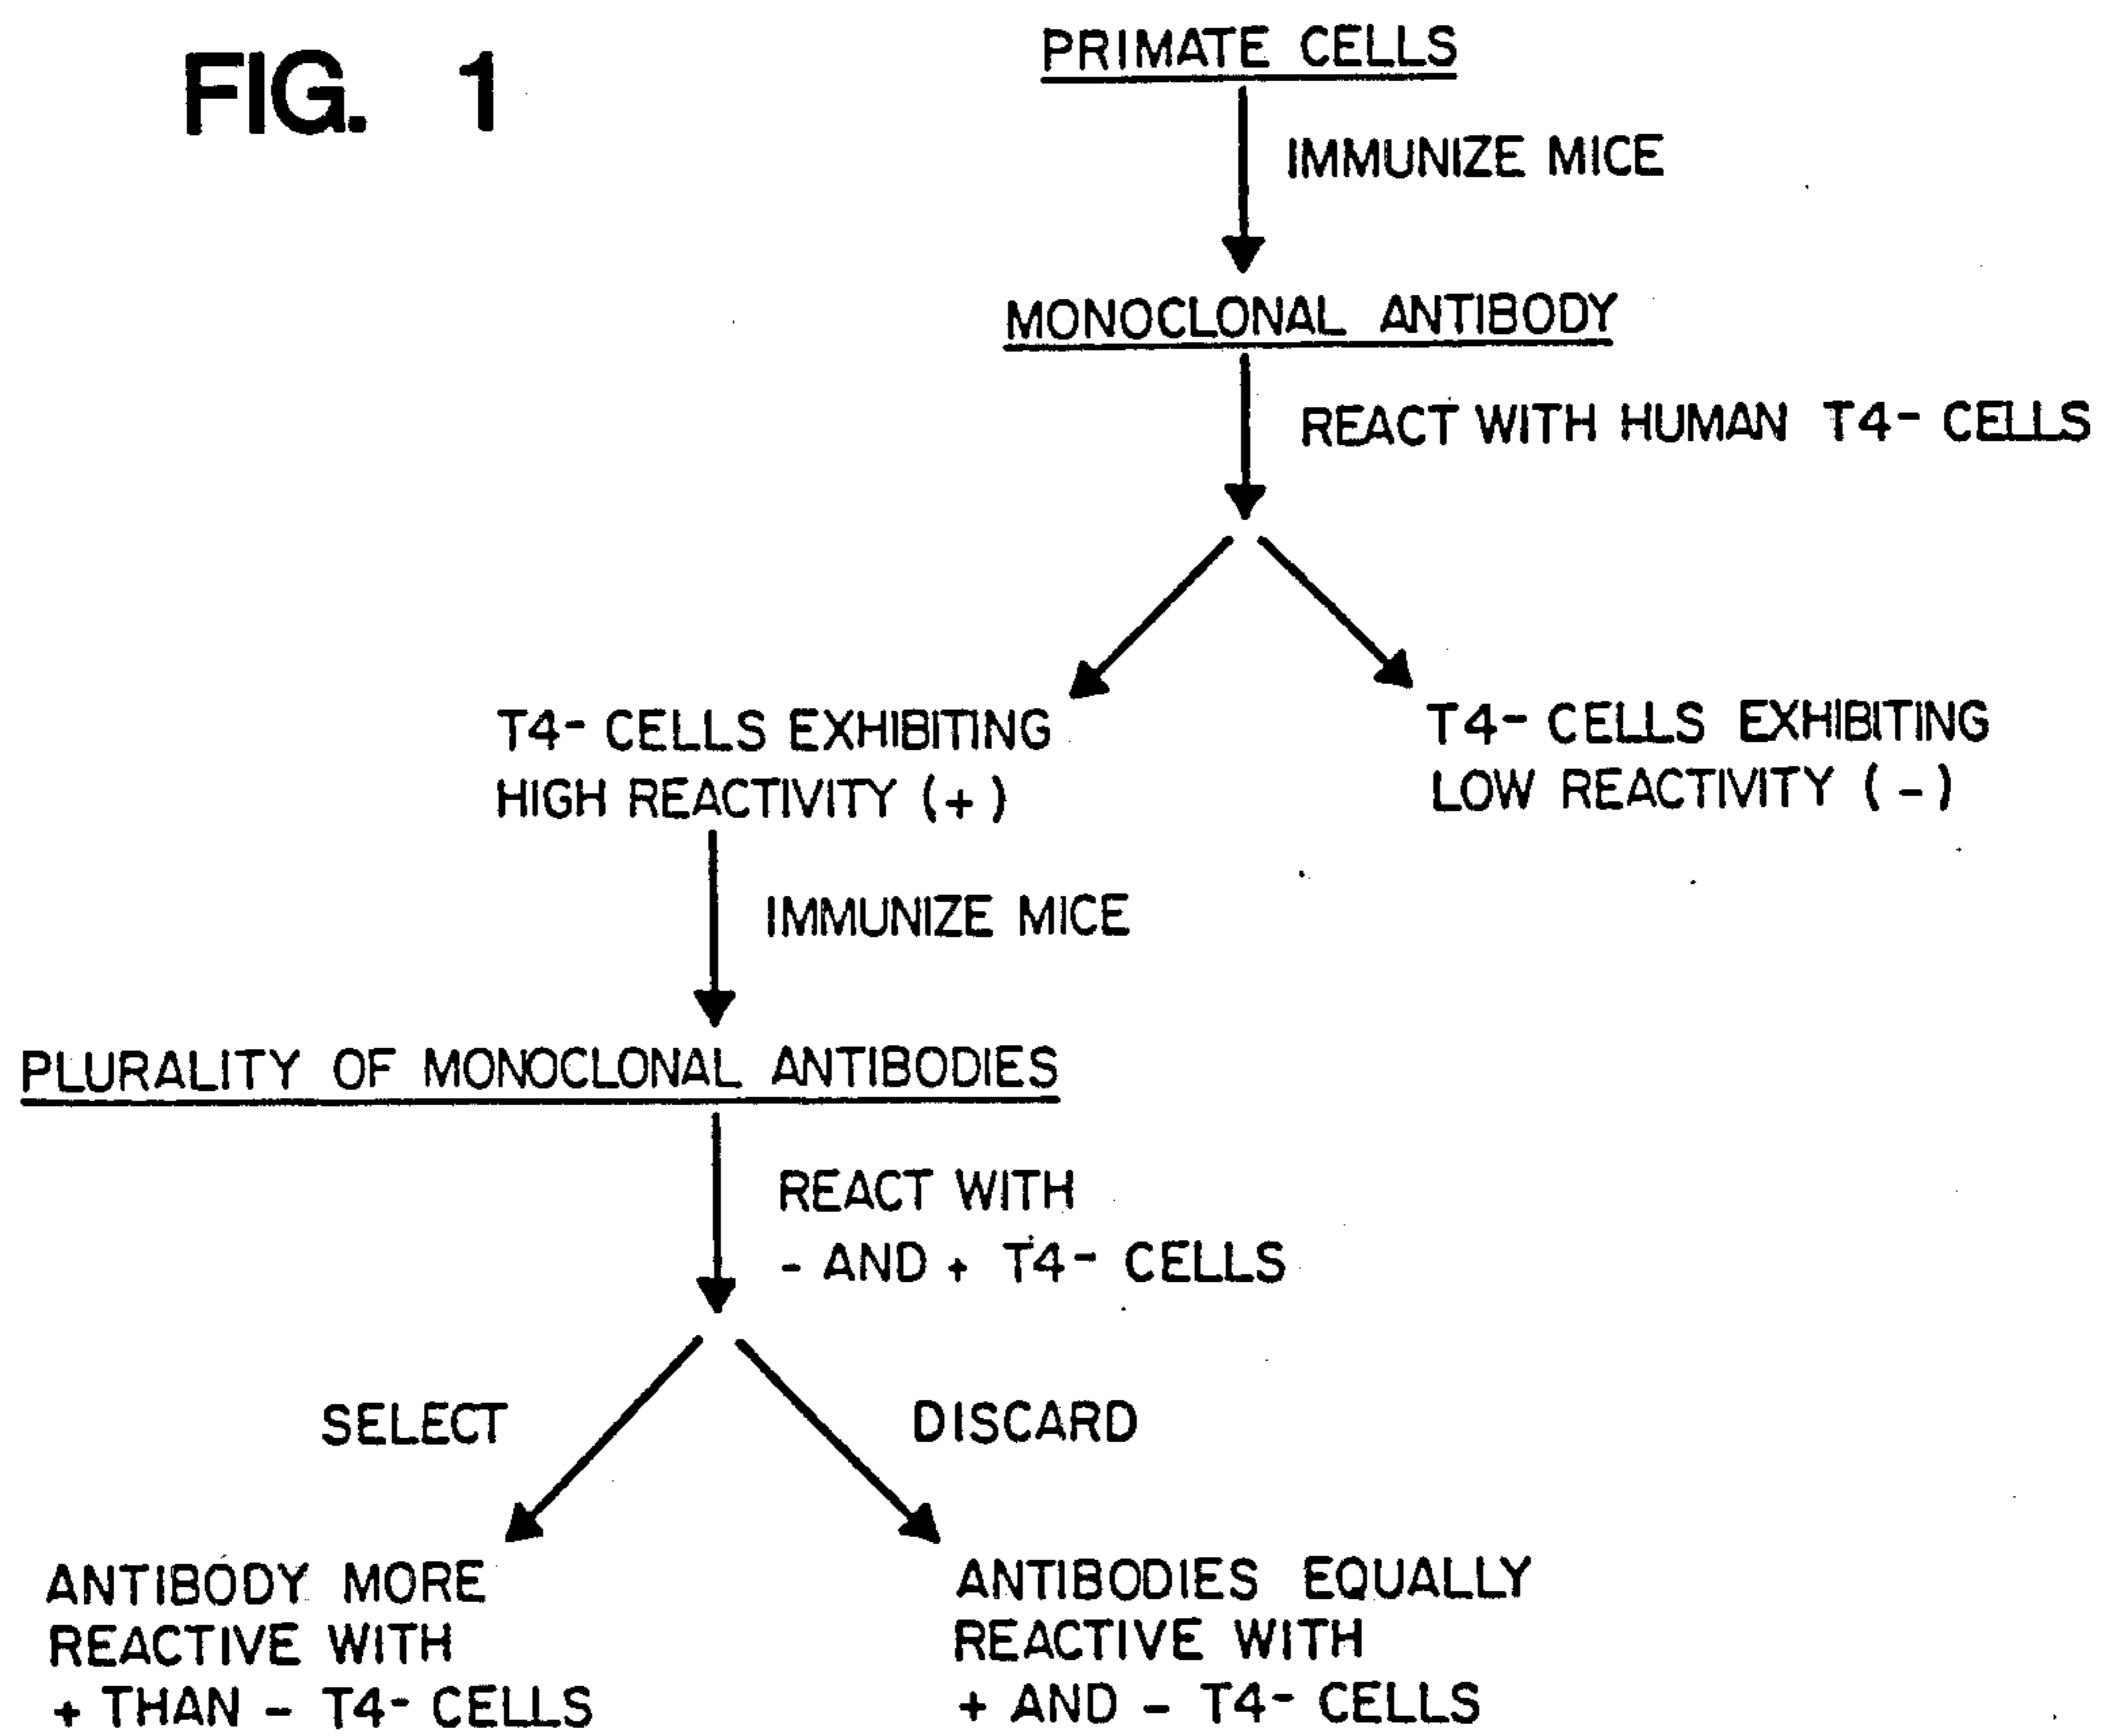 FIG. 1
PRIMATE CELLS
IMMUNIZE MICE
MONOCLONAL ANTIBODY
REACT WITH HUMAN T4- CELLS
T4- CELLS EXHIBITING
HIGH REACTIVITY (+)
T4- CELLS EXHIBITING
LOW REACTIVITY (-)
IMMUNIZE MICE
PLURALITY OF MONOCLONAL ANTIBODIES
REACT WITH
- AND + T4- CELLS
SELECT
DISCARD
ANTIBODY MORE
REACTIVE WITH
+ THAN - T4- CELLS
ANTIBODIES EQUALLY
REACTIVE WITH
+ AND - T4- CELLS